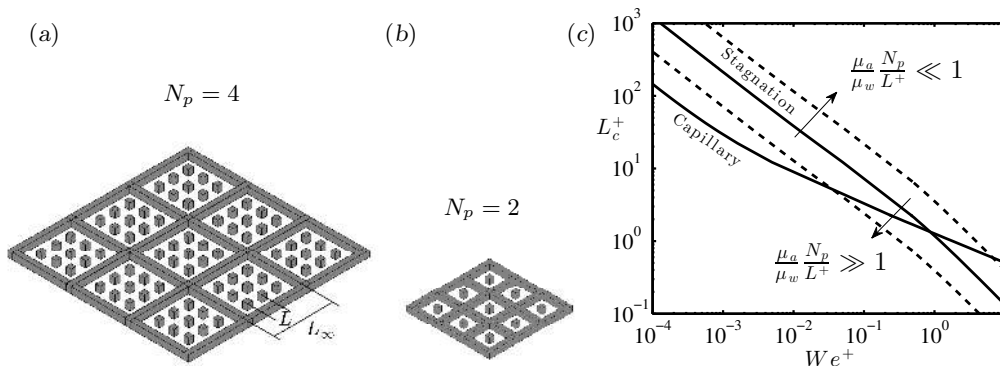 (a)
N_p = 4
L
L_∞
(b)
N_p = 2
(c)
L_c^+
10^3
10^2
10^1
10^0
10^{-1}
Stagnation
Capillary
μ_a/μ_w N_p/L^+ ≪ 1
μ_a/μ_w N_p/L^+ ≫ 1
10^{-4} 10^{-3} 10^{-2} 10^{-1} 10^0
We^+